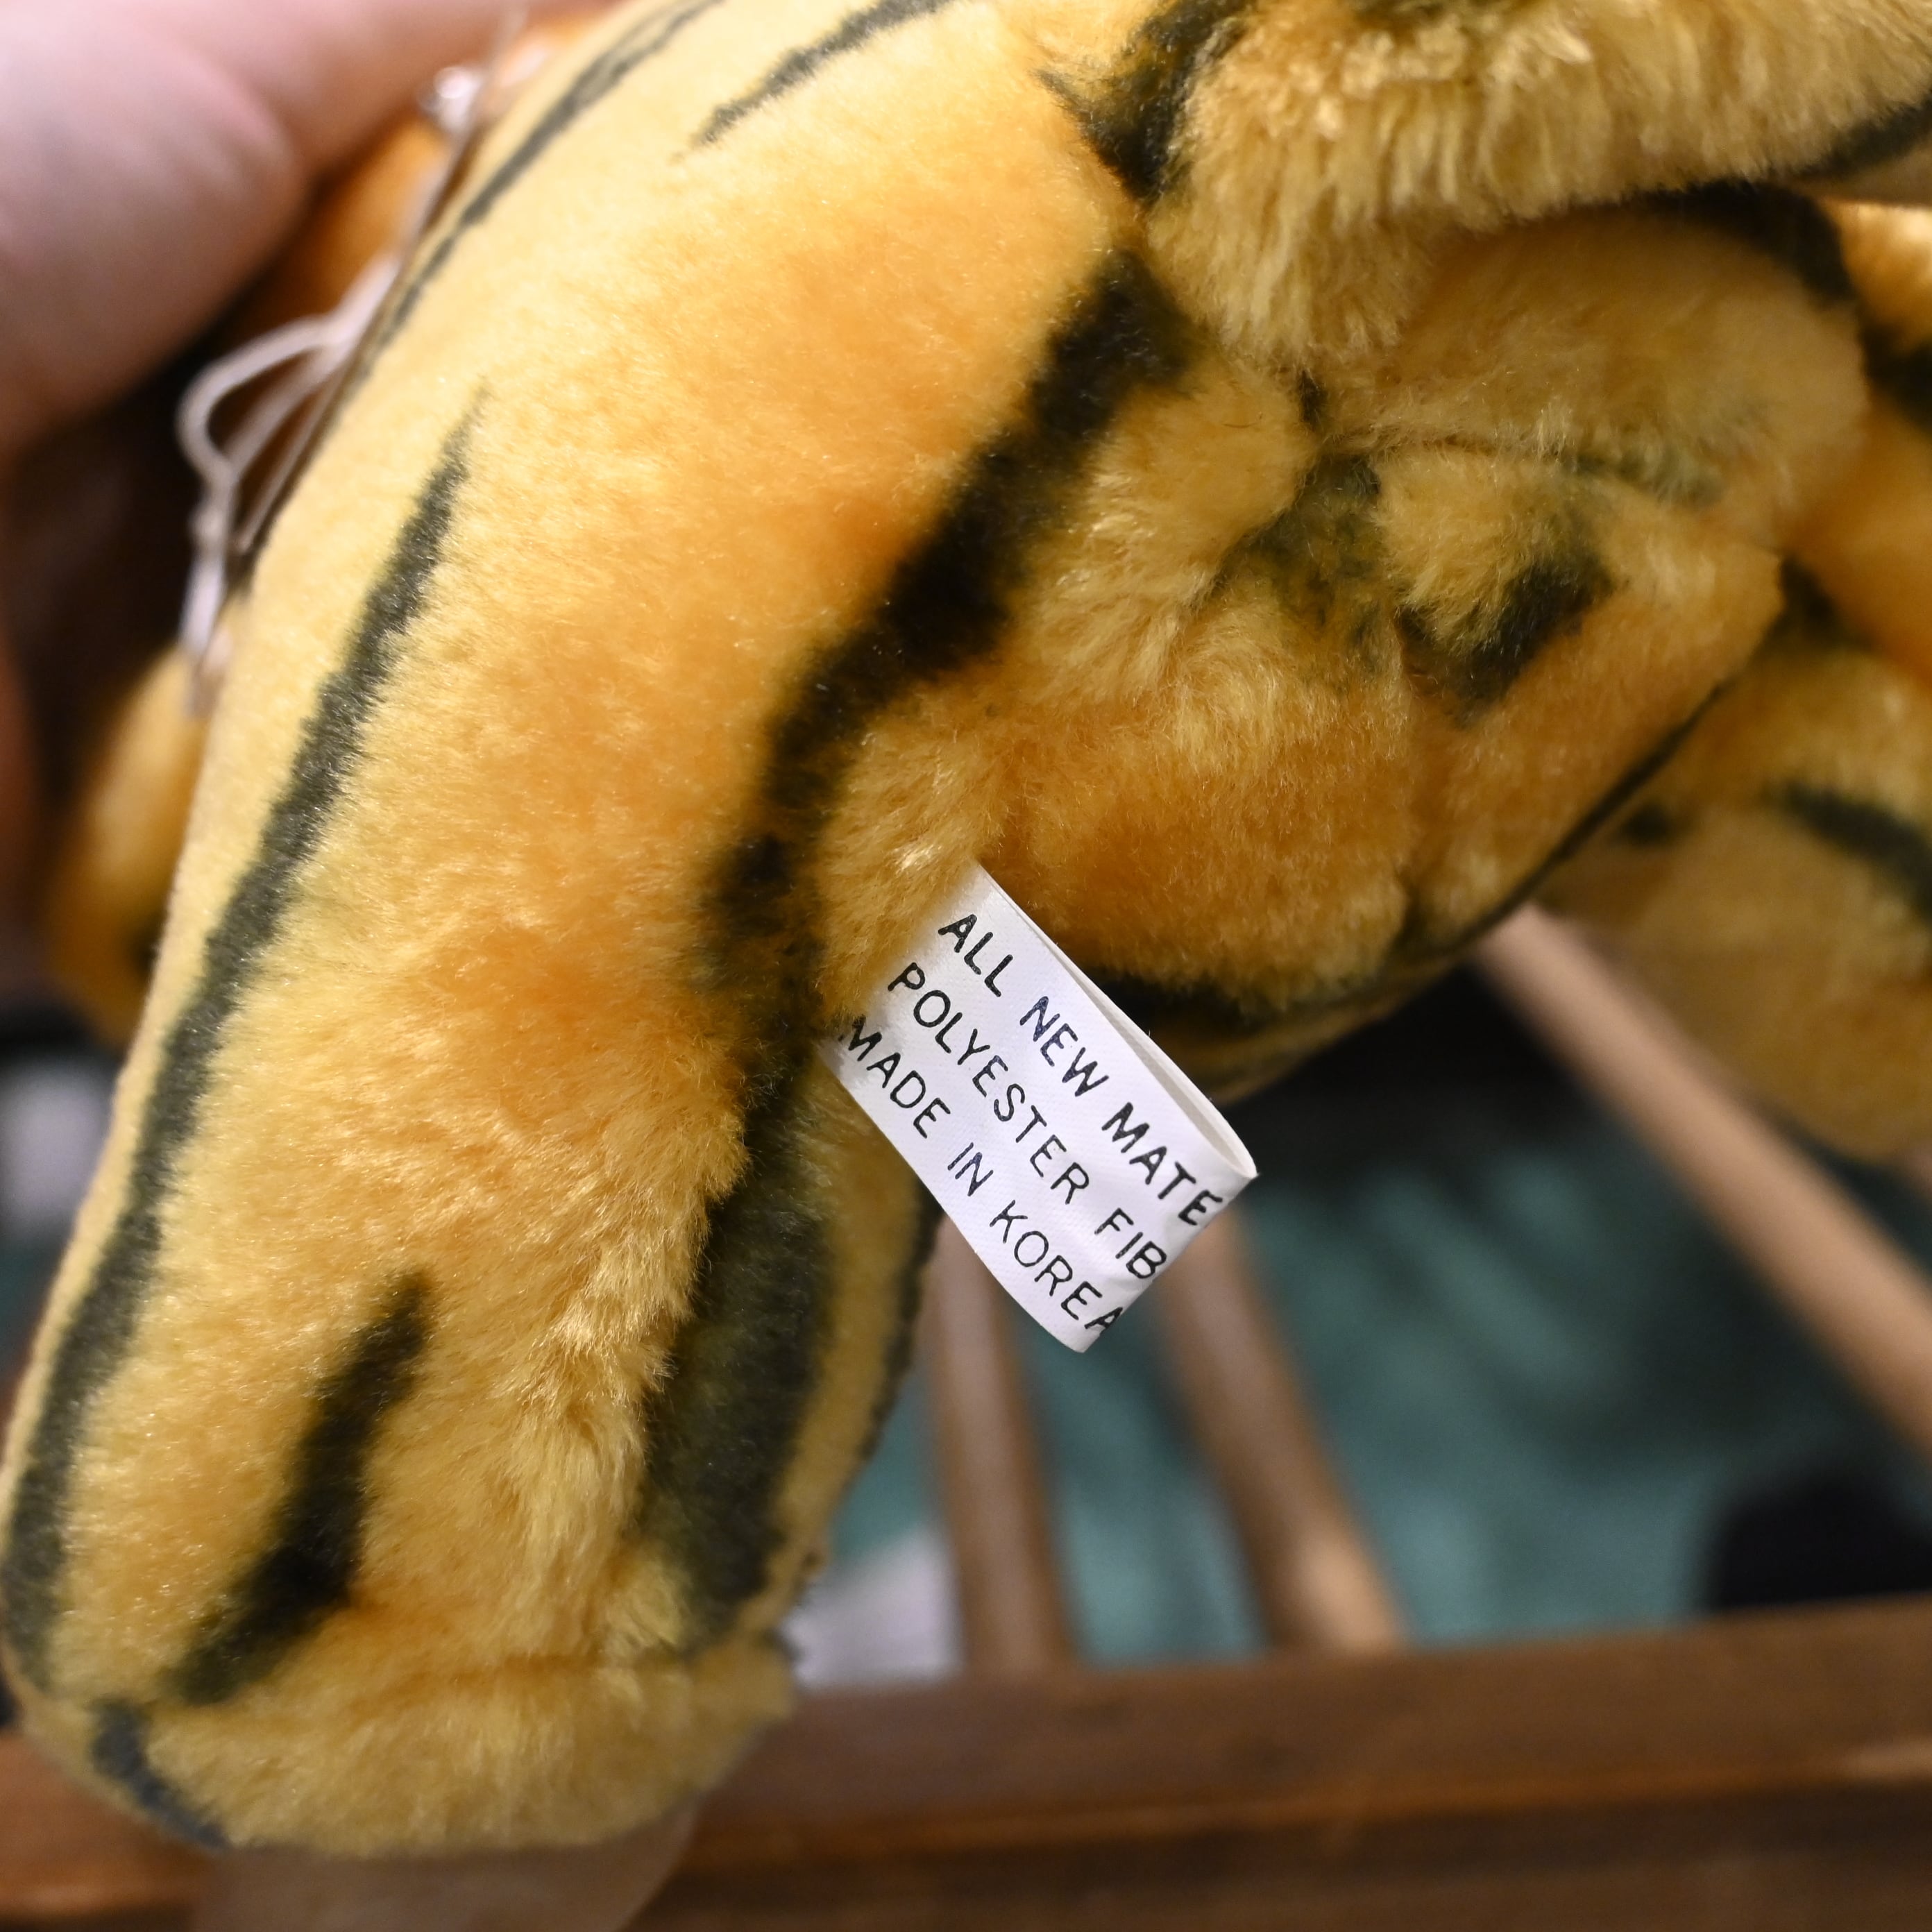 ALL NEW MATE
POLYESTER FIB
MADE IN KOREA